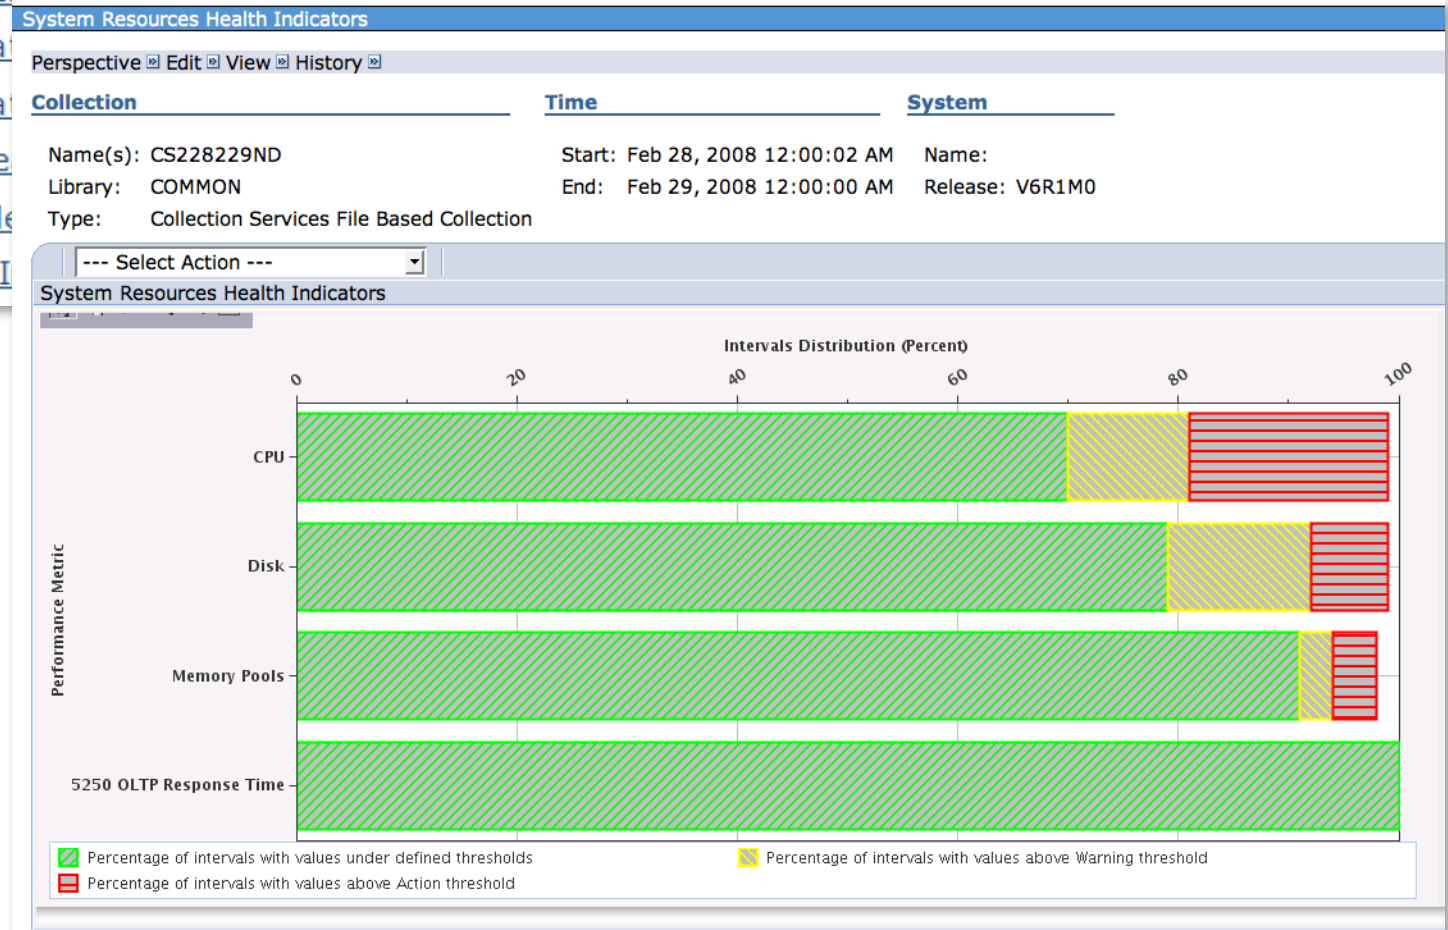 System Resources Health Indicators
Perspective Edit View History
Collection Time System
Name(s): CS228229ND Start: Feb 28, 2008 12:00:02 AM Name:
Library: COMMON End: Feb 29, 2008 12:00:00 AM Release: V6R1M0
Type: Collection Services File Based Collection
--- Select Action ---
System Resources Health Indicators
Intervals Distribution (Percent)
0 20 40 60 80 100
Performance Metric
CPU
Disk
Memory Pools
5250 OLTP Response Time
Percentage of intervals with values under defined thresholds Percentage of intervals with values above Warning threshold
Percentage of intervals with values above Action threshold